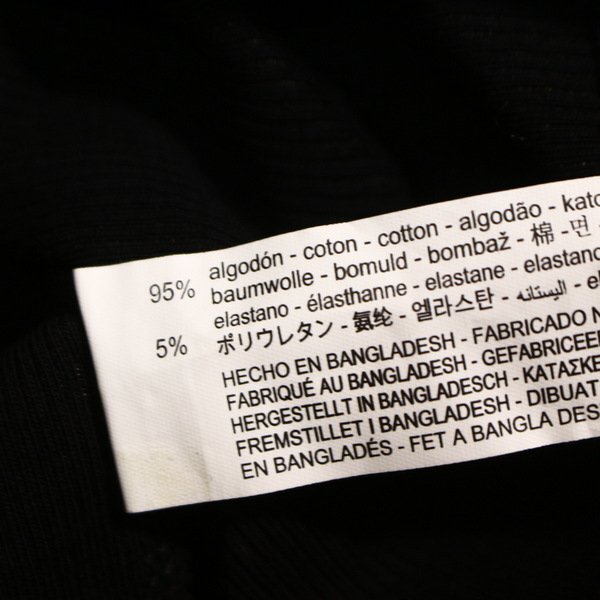 95% algodón - coton - cotton - algodão - kato
baumwolle - bomuld - bombaž - 棉 - 면 -
5% elastano - élasthanne - elastane - elastano
ポリウレタン - 氨纶 - 엘라스탄 - اليستانه - el
HECHO EN BANGLADESH - FABRICADO N
FABRIQUÉ AU BANGLADESH - GEFABRICEE
HERGESTELLT IN BANGLADESCH - ΚΑΤΑΣΚΕ
FREMSTILLET I BANGLADESH - DIBUAT
EN BANGLADÉS - FET A BANGLA DES